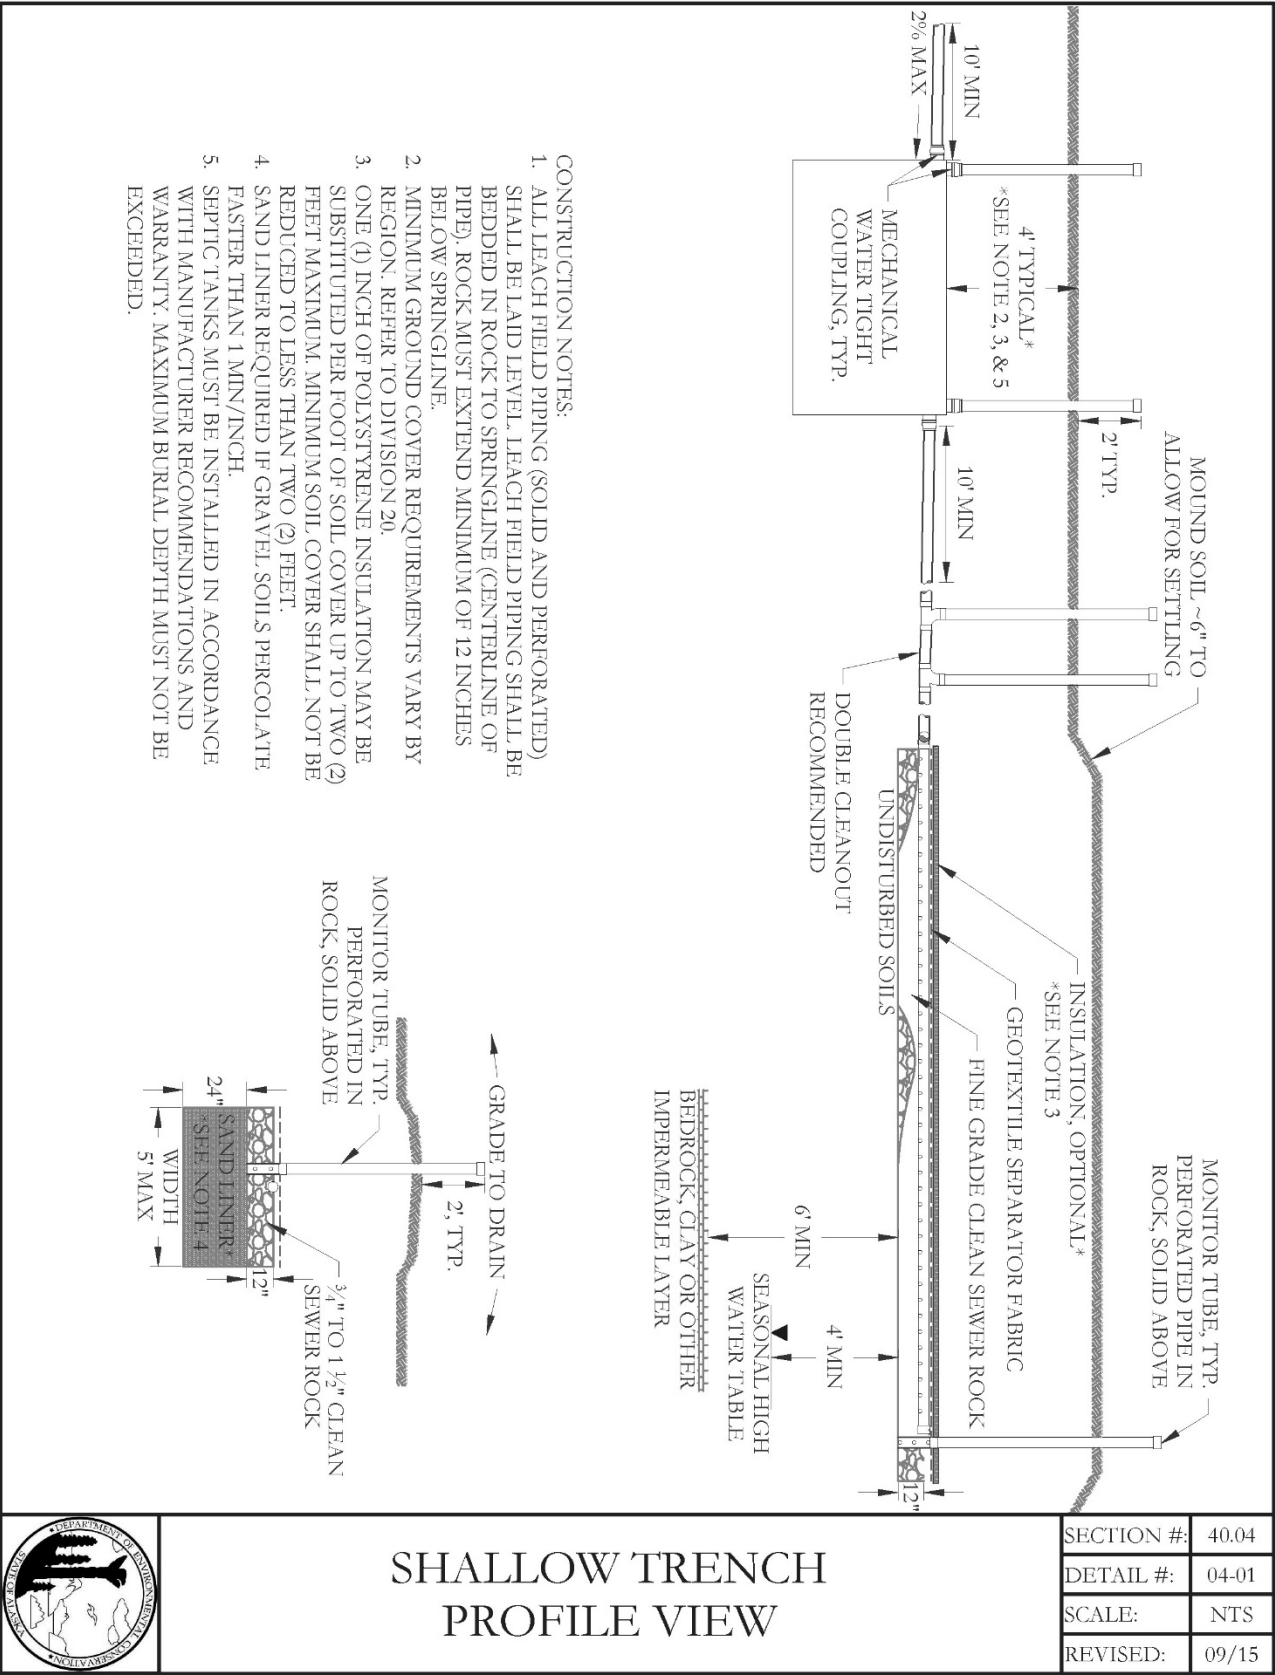 10' MIN
2% MAX
4' TYPICAL*
*SEE NOTE 2, 3, & 5
MECHANICAL
WATER TIGHT
COUPLING, TYP.
2' TYP.
10' MIN
MOUND SOIL ~6" TO
ALLOW FOR SETTLING
DOUBLE CLEANOUT
RECOMMENDED
UNDISTURBED SOILS
INSULATION, OPTIONAL*
*SEE NOTE 3
GEOTEXTILE SEPARATOR FABRIC
FINE GRADE CLEAN SEWER ROCK
MONITOR TUBE, TYP.
PERFORATED PIPE IN
ROCK, SOLID ABOVE
12"
6' MIN
4' MIN
SEASONAL HIGH
WATER TABLE
BEDROCK, CLAY OR OTHER
IMPERMEABLE LAYER
CONSTRUCTION NOTES:
1. ALL LEACH FIELD PIPING (SOLID AND PERFORATED)
SHALL BE LAID LEVEL. LEACH FIELD PIPING SHALL BE
BEDDED IN ROCK TO SPRINGLINE (CENTERLINE OF
PIPE). ROCK MUST EXTEND MINIMUM OF 12 INCHES
BELOW SPRINGLINE.
2. MINIMUM GROUND COVER REQUIREMENTS VARY BY
REGION. REFER TO DIVISION 20.
3. ONE (1) INCH OF POLYSTYRENE INSULATION MAY BE
SUBSTITUTED PER FOOT OF SOIL COVER UP TO TWO (2)
FEET MAXIMUM. MINIMUM SOIL COVER SHALL NOT BE
REDUCED TO LESS THAN TWO (2) FEET.
4. SAND LINER REQUIRED IF GRAVEL SOILS PERCOLATE
FASTER THAN 1 MIN/INCH.
5. SEPTIC TANKS MUST BE INSTALLED IN ACCORDANCE
WITH MANUFACTURER RECOMMENDATIONS AND
WARRANTY. MAXIMUM BURIAL DEPTH MUST NOT BE
EXCEEDED.
GRADE TO DRAIN
2', TYP.
MONITOR TUBE, TYP.
PERFORATED IN
ROCK, SOLID ABOVE
3/4" TO 1 1/2" CLEAN
SEWER ROCK
12"
24"
SAND LINER*
*SEE NOTE 4
WIDTH
5' MAX
DEPARTMENT OF ENVIRONMENTAL CONSERVATION
STATE OF ALASKA
SHALLOW TRENCH
PROFILE VIEW
SECTION #: 40.04
DETAIL #: 04-01
SCALE: NTS
REVISED: 09/15